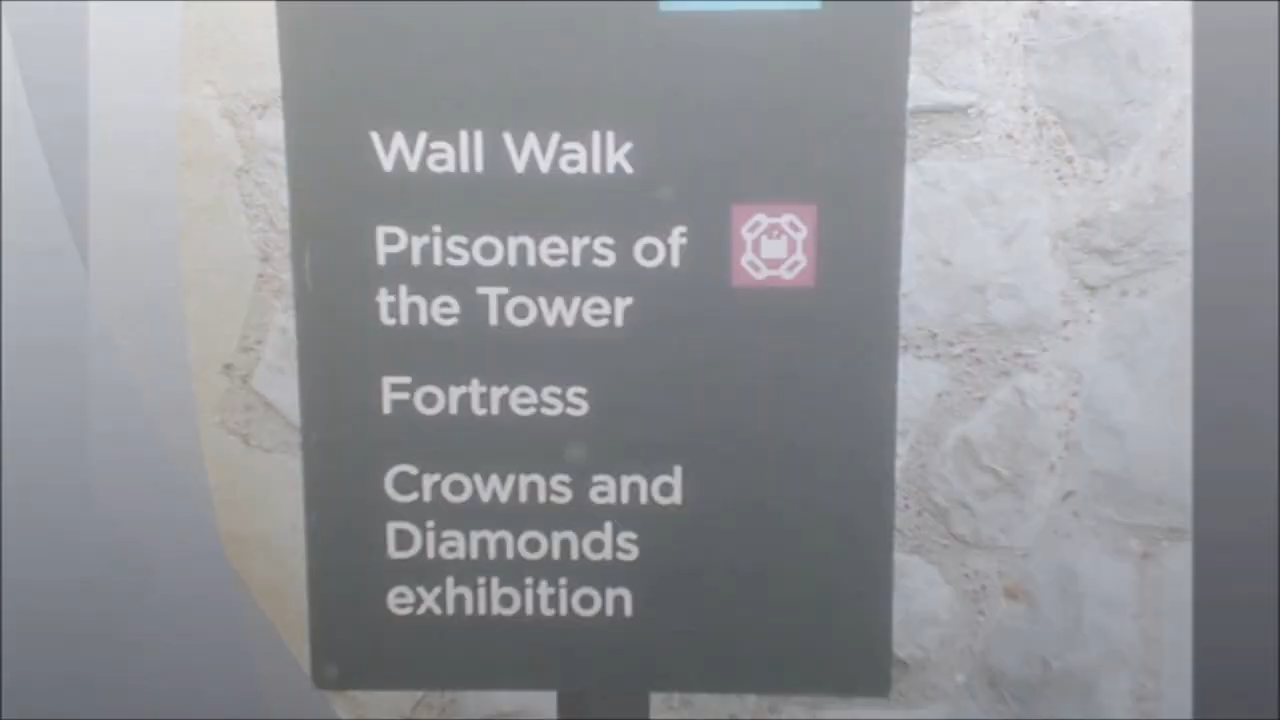 Wall Walk
Prisoners of
the Tower
Fortress
Crowns and
Diamonds
exhibition